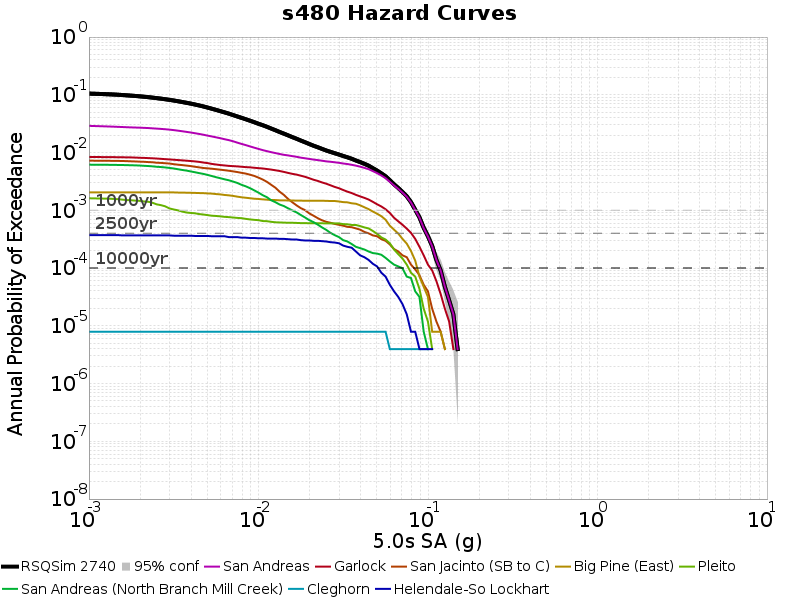 s480 Hazard Curves
Annual Probability of Exceedance
10^0
10^-1
10^-2
10^-3
10^-4
10^-5
10^-6
10^-7
10^-8
1000yr
2500yr
10000yr
10^-3 10^-2 10^-1 10^0 10^1
5.0s SA (g)
RSQSim 2740 95% conf San Andreas Garlock San Jacinto (SB to C) Big Pine (East) Pleito
San Andreas (North Branch Mill Creek) Cleghorn Helendale-So Lockhart